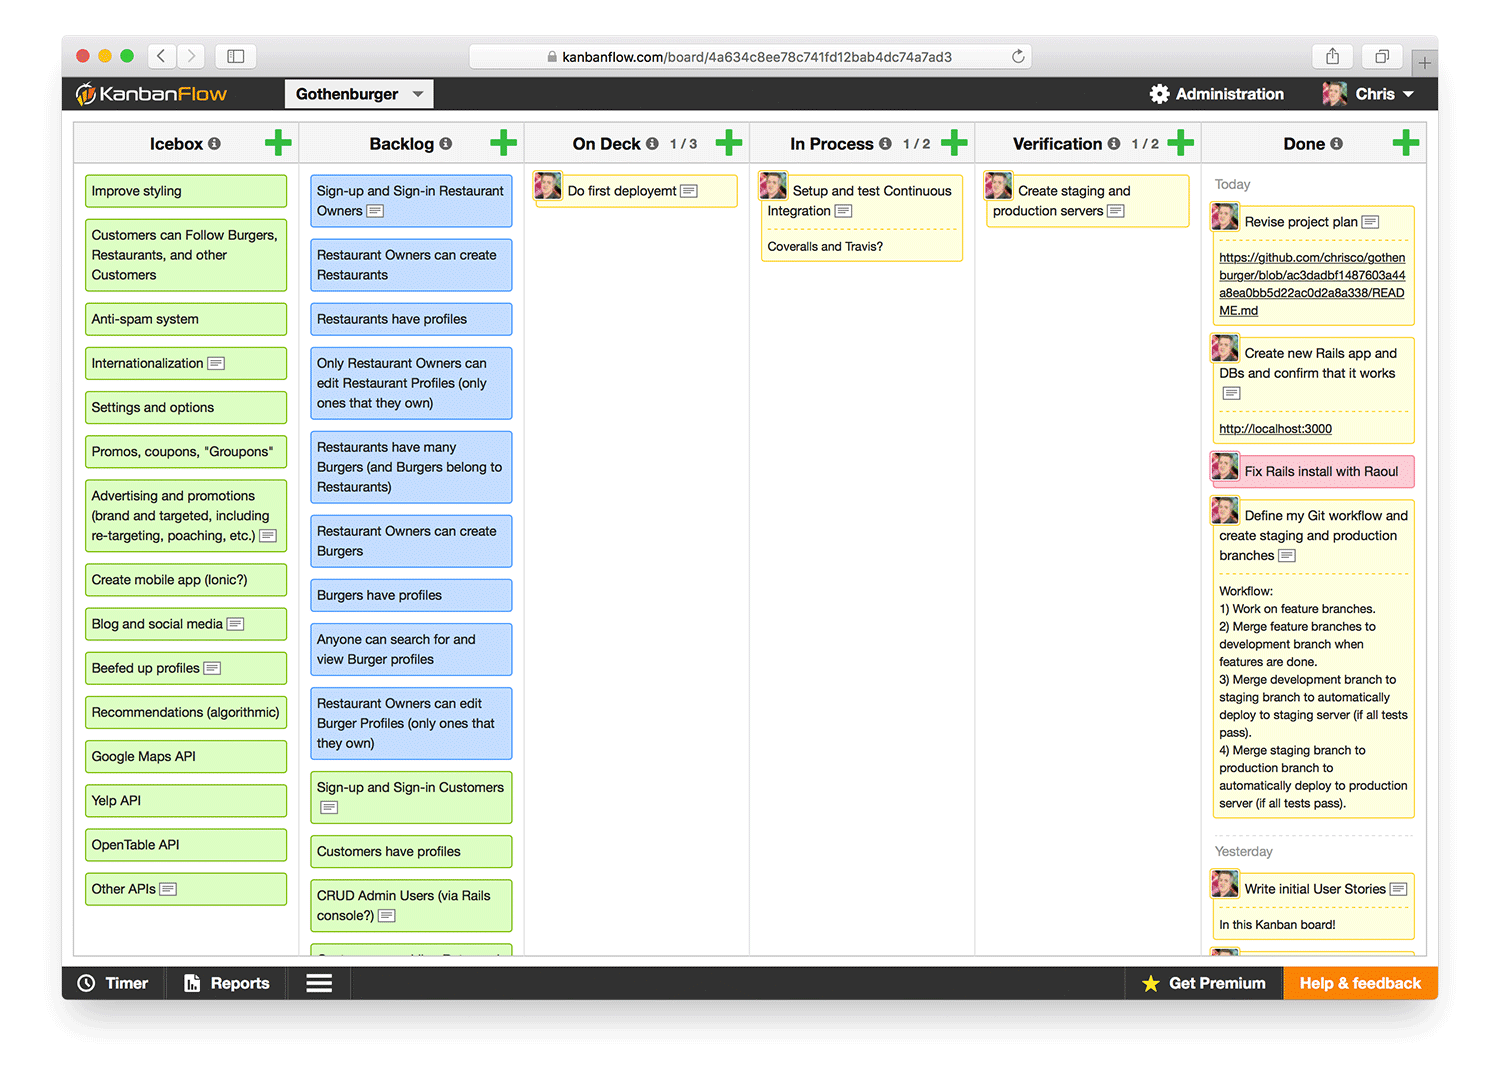 kanbanflow.com/board/4a634c8ee78c741fd12bab4dc74a7ad3
KanbanFlow
Gothenburger
Administration
Chris
Icebox
Improve styling
Customers can Follow Burgers,
Restaurants, and other
Customers
Anti-spam system
Internationalization
Settings and options
Promos, coupons, "Groupons"
Advertising and promotions
(brand and targeted, including
re-targeting, poaching, etc.)
Create mobile app (Ionic?)
Blog and social media
Beefed up profiles
Recommendations (algorithmic)
Google Maps API
Yelp API
OpenTable API
Other APIs
Backlog
Sign-up and Sign-in Restaurant
Owners
Restaurant Owners can create
Restaurants
Restaurants have profiles
Only Restaurant Owners can
edit Restaurant Profiles (only
ones that they own)
Restaurants have many
Burgers (and Burgers belong to
Restaurants)
Restaurant Owners can create
Burgers
Burgers have profiles
Anyone can search for and
view Burger profiles
Restaurant Owners can edit
Burger Profiles (only ones that
they own)
Sign-up and Sign-in Customers
Customers have profiles
CRUD Admin Users (via Rails
console?)
On Deck 1 / 3
Do first deployemt
In Process 1 / 2
Setup and test Continuous
Integration
Coveralls and Travis?
Verification 1 / 2
Create staging and
production servers
Done
Today
Revise project plan
https://github.com/chrisco/gothen
burger/blob/ac3dadbf1487603a44
a8ea0bb5d22ac0d2a8a338/READ
ME.md
Create new Rails app and
DBs and confirm that it works
http://localhost:3000
Fix Rails install with Raoul
Define my Git workflow and
create staging and production
branches
Workflow:
1) Work on feature branches.
2) Merge feature branches to
development branch when
features are done.
3) Merge development branch to
staging branch to automatically
deploy to staging server (if all tests
pass).
4) Merge staging branch to
production branch to
automatically deploy to production
server (if all tests pass).
Yesterday
Write initial User Stories
In this Kanban board!
Timer
Reports
Get Premium
Help & feedback